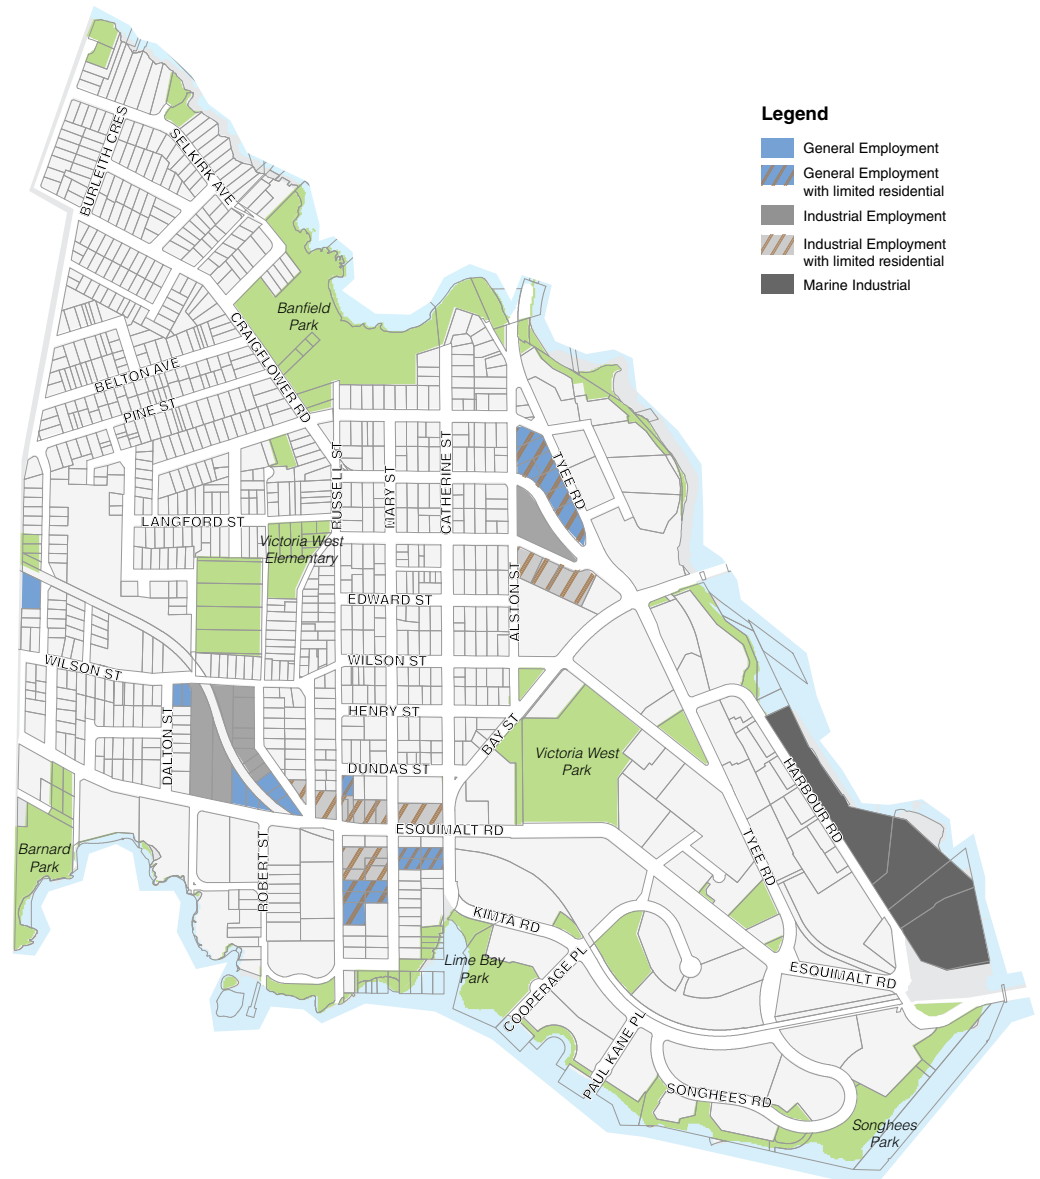 Legend
General Employment
General Employment
with limited residential
Industrial Employment
Industrial Employment
with limited residential
Marine Industrial
BURLEITH CRES
SELKIRK AVE
Banfield
Park
CRAIGFLOWER RD
BELTON AVE
PINE ST
RUSSELL ST
MARY ST
CATHERINE ST
TYEE RD
LANGFORD ST
Victoria West
Elementary
EDWARD ST
ALSTON ST
WILSON ST
WILSON ST
HENRY ST
BAY ST
DALTON ST
DUNDAS ST
Victoria West
Park
HARBOUR RD
ESQUIMALT RD
TYEE RD
Barnard
Park
ROBERT ST
KIMTA RD
Lime Bay
Park
COOPERAGE PL
ESQUIMALT RD
PAUL KANE PL
SONGHEES RD
Songhees
Park